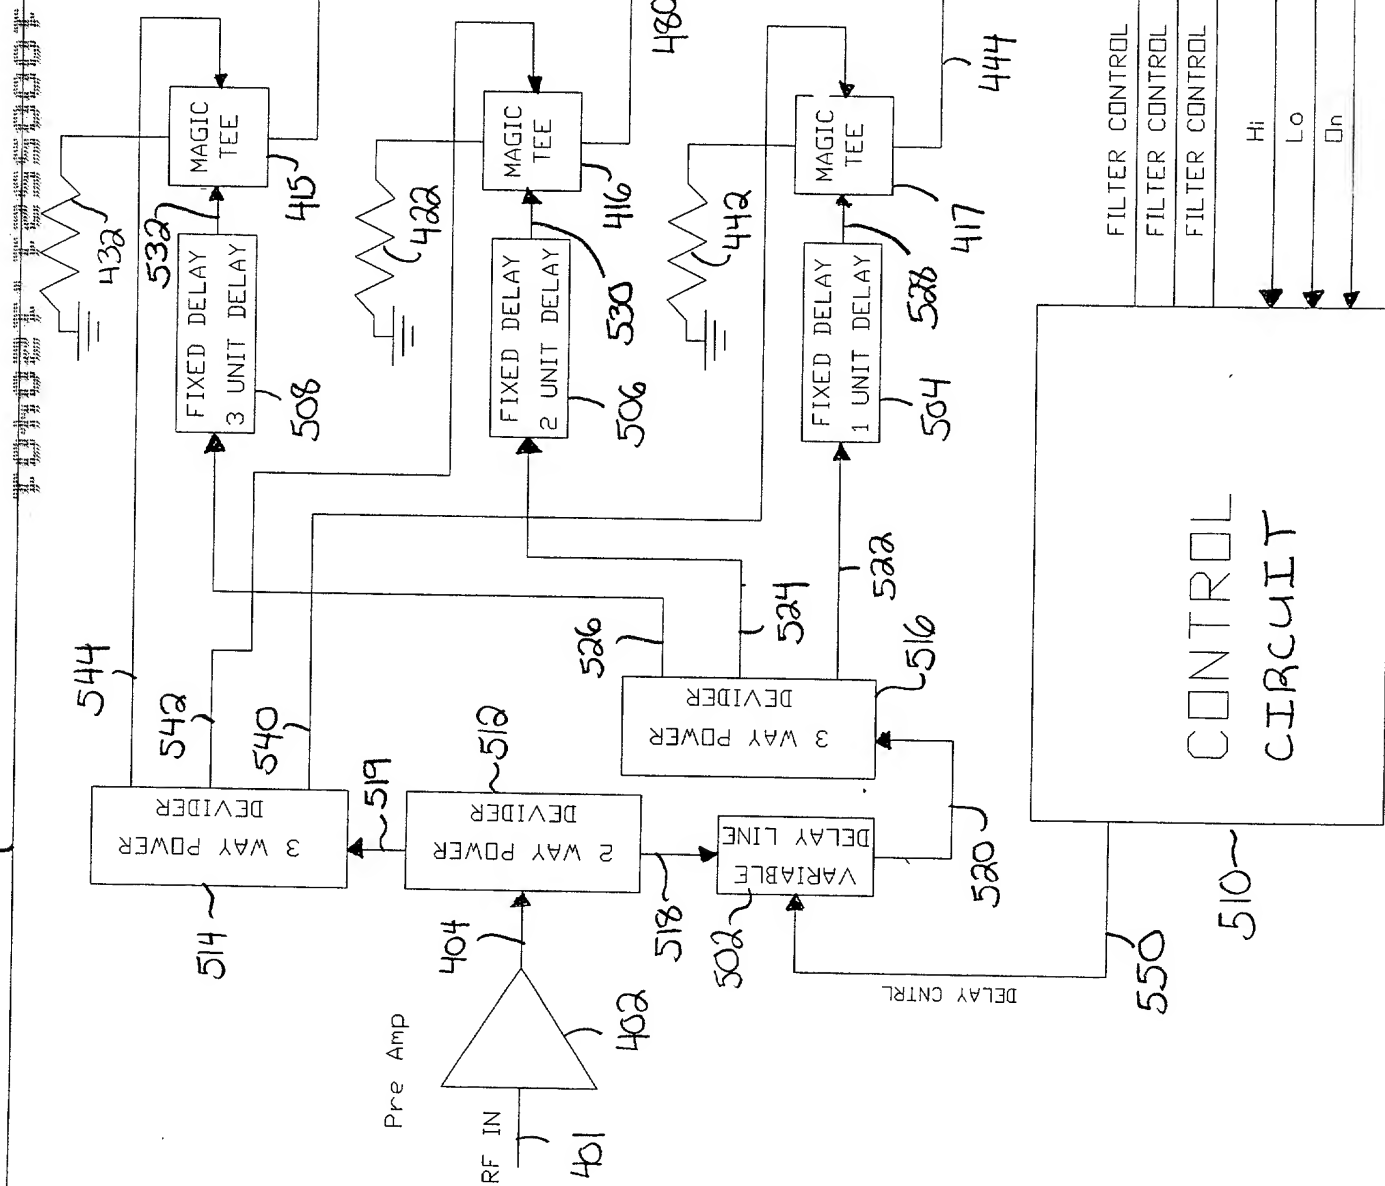 544
432
532
MAGIC
TEE
415
FIXED DELAY
3 UNIT DELAY
508
422
530
MAGIC
TEE
416
480
FIXED DELAY
2 UNIT DELAY
506
442
528
MAGIC
TEE
417
444
FIXED DELAY
1 UNIT DELAY
504
FILTER CONTROL
FILTER CONTROL
FILTER CONTROL
Hi
Lo
On
542
540
526
524
522
3 WAY POWER
DEVIDER
514
519
2 WAY POWER
DEVIDER
512
518
3 WAY POWER
DEVIDER
516
VARIABLE
DELAY LINE
502
520
CONTROL
CIRCUIT
510
550
DELAY CNTRL
404
402
Pre Amp
RF IN
401